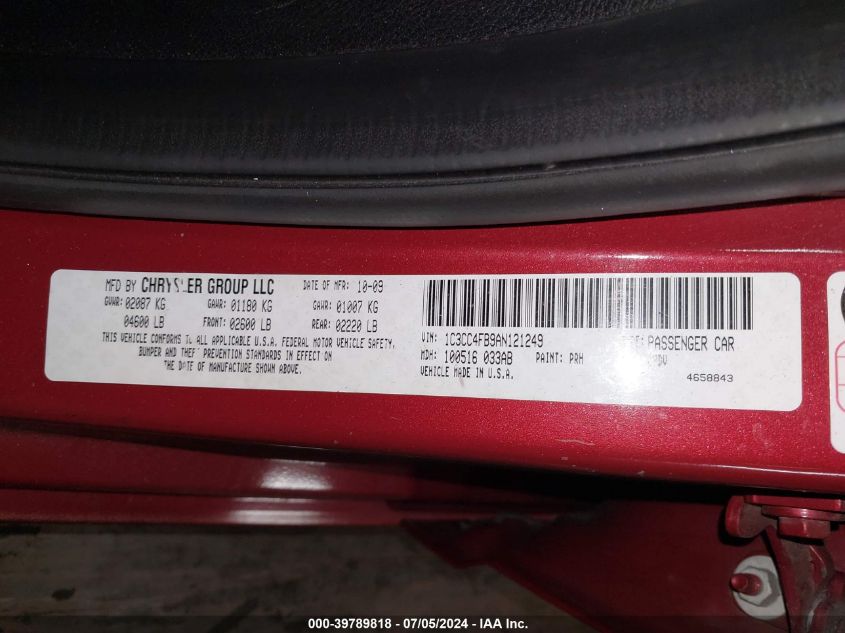 MFD BY CHRYSLER GROUP LLC DATE OF MFR: 10-09
GVWR: 02087 KG GAWR: 01180 KG GAWR: 01007 KG
04600 LB FRONT: 02600 LB REAR: 02220 LB
THIS VEHICLE CONFORMS TO ALL APPLICABLE U.S.A. FEDERAL MOTOR VEHICLE SAFETY,
BUMPER AND THEFT PREVENTION STANDARDS IN EFFECT ON
THE DATE OF MANUFACTURE SHOWN ABOVE.
VIN: 1C3CC4FB9AN121249 PASSENGER CAR
MDH: 100516 033AB PAINT: PRH
VEHICLE MADE IN U.S.A. 4658843
000-39789818 - 07/05/2024 - IAA Inc.